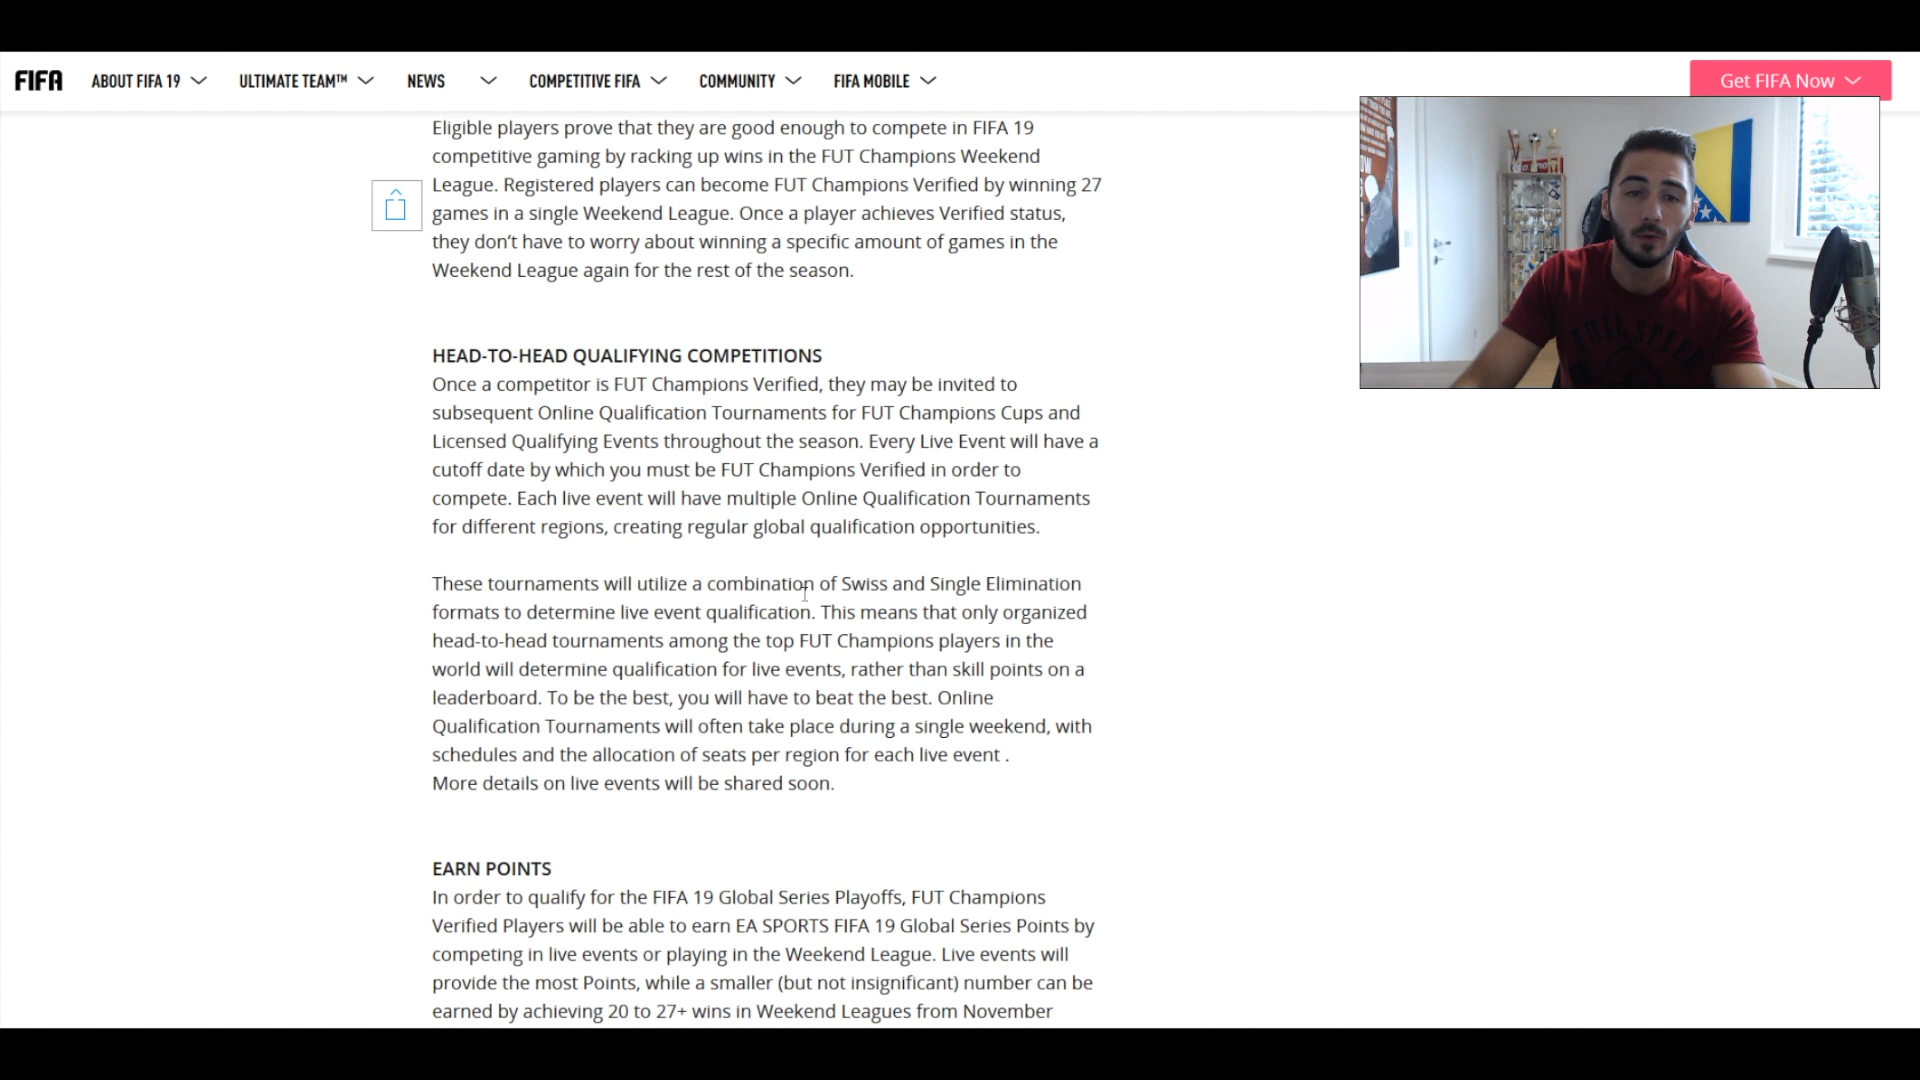 FIFA ABOUT FIFA 19 ULTIMATE TEAM™ NEWS COMPETITIVE FIFA COMMUNITY FIFA MOBILE Get FIFA Now
Eligible players prove that they are good enough to compete in FIFA 19
competitive gaming by racking up wins in the FUT Champions Weekend
League. Registered players can become FUT Champions Verified by winning 27
games in a single Weekend League. Once a player achieves Verified status,
they don’t have to worry about winning a specific amount of games in the
Weekend League again for the rest of the season.
HEAD-TO-HEAD QUALIFYING COMPETITIONS
Once a competitor is FUT Champions Verified, they may be invited to
subsequent Online Qualification Tournaments for FUT Champions Cups and
Licensed Qualifying Events throughout the season. Every Live Event will have a
cutoff date by which you must be FUT Champions Verified in order to
compete. Each live event will have multiple Online Qualification Tournaments
for different regions, creating regular global qualification opportunities.
These tournaments will utilize a combination of Swiss and Single Elimination
formats to determine live event qualification. This means that only organized
head-to-head tournaments among the top FUT Champions players in the
world will determine qualification for live events, rather than skill points on a
leaderboard. To be the best, you will have to beat the best. Online
Qualification Tournaments will often take place during a single weekend, with
schedules and the allocation of seats per region for each live event .
More details on live events will be shared soon.
EARN POINTS
In order to qualify for the FIFA 19 Global Series Playoffs, FUT Champions
Verified Players will be able to earn EA SPORTS FIFA 19 Global Series Points by
competing in live events or playing in the Weekend League. Live events will
provide the most Points, while a smaller (but not insignificant) number can be
earned by achieving 20 to 27+ wins in Weekend Leagues from November
FULL SPEED